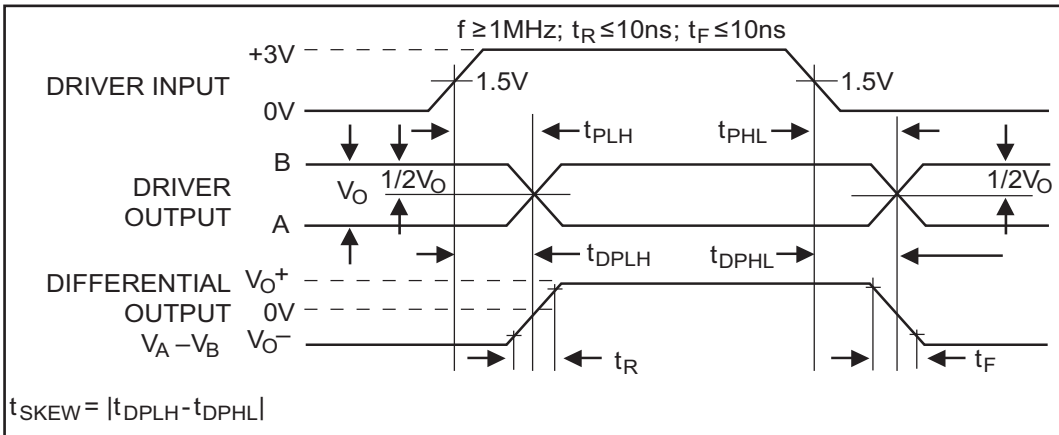 f ≥1MHz; tR ≤10ns; tF ≤10ns
+3V
DRIVER INPUT
1.5V
1.5V
0V
tPLH
tPHL
B
DRIVER
OUTPUT
VO
1/2VO
1/2VO
A
tDPLH
tDPHL
DIFFERENTIAL
OUTPUT
VA –VB
VO+
0V
VO–
tR
tF
tSKEW = |tDPLH - tDPHL|